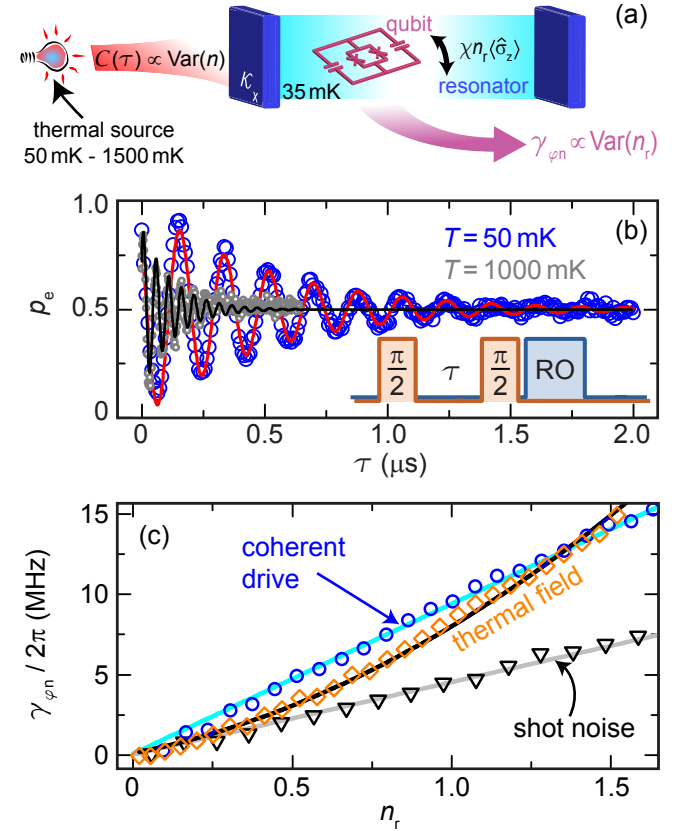 (a)
qubit
C(τ) ∝ Var(n)
χnᵣ⟨σ̂_z⟩
κₓ
35 mK
resonator
thermal source
50 mK - 1500 mK
γ_φn ∝ Var(nᵣ)
(b)
1.0
0.5
0
pₑ
T = 50 mK
T = 1000 mK
π/2
τ
π/2
RO
0
0.5
1.0
1.5
2.0
τ (μs)
(c)
15
10
5
0
γ_φn / 2π (MHz)
coherent
drive
thermal field
shot noise
0
0.5
1.0
1.5
nᵣ